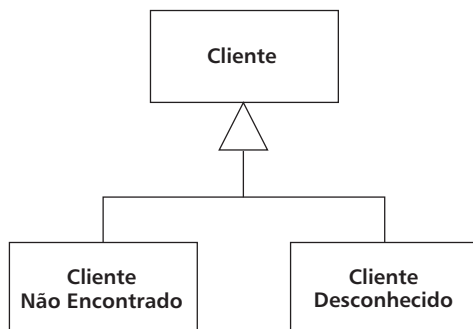 Cliente
Cliente
Não Encontrado
Cliente
Desconhecido